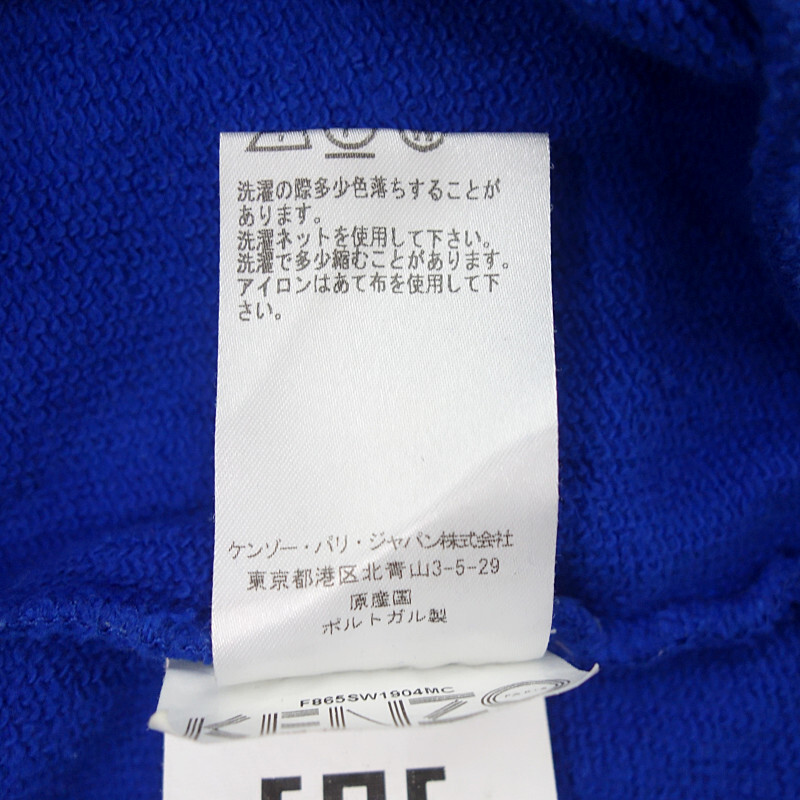 洗濯の際多少色落ちすることが
あります。
洗濯ネットを使用して下さい。
洗濯で多少縮むことがあります。
アイロンはあて布を使用して下
さい。
ケンゾー・パリ・ジャパン株式会社
東京都港区北青山3-5-29
原産国
ポルトガル製
F865SW1904MC
KENZO
PARIS